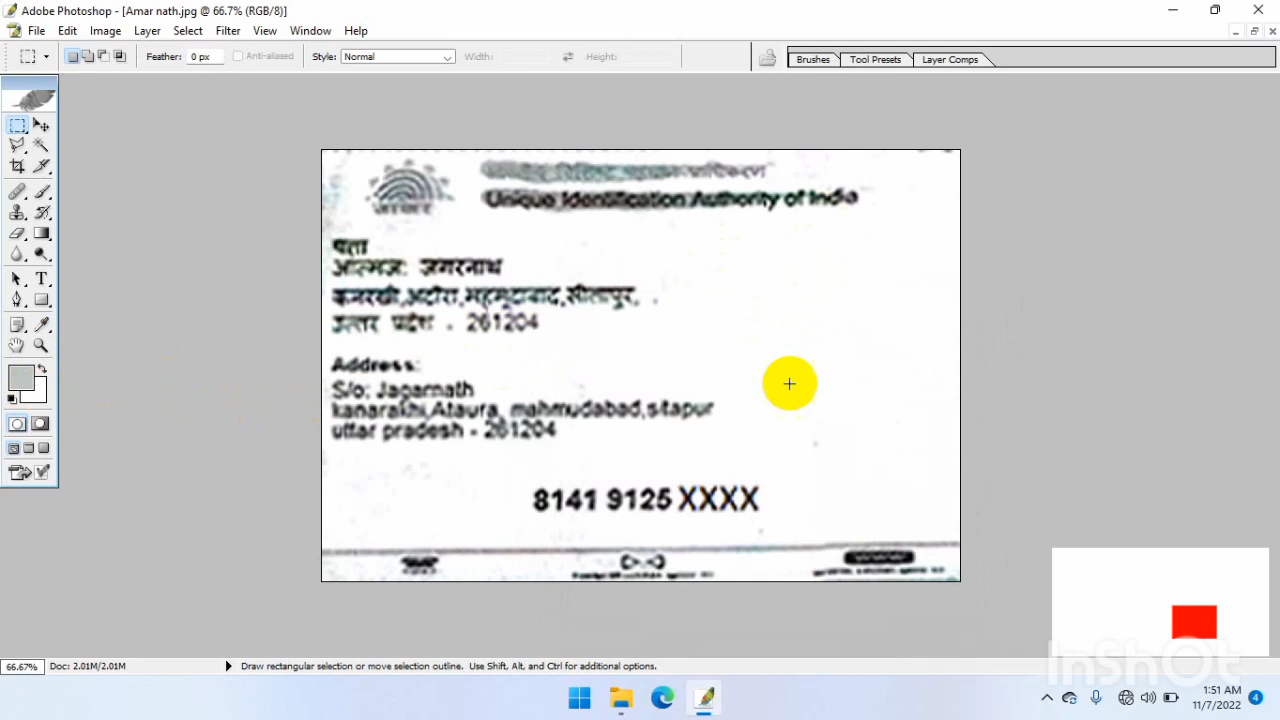 Adobe Photoshop - [Amar nath.jpg @ 66.7% (RGB/8)]
File Edit Image Layer Select Filter View Window Help
Feather: 0 px Anti-aliased Style: Normal Width: Height: Brushes Tool Presets Layer Comps
Unique Identification Authority of India
पता
आत्मज: जगरनाथ
कनरखी,अटौरा,महमूदाबाद,सीतापुर,
उत्तर प्रदेश - 261204
Address:
S/o: Jagarnath
kanarakhi,Ataura, mahmudabad,sitapur
uttar pradesh - 261204
8141 9125 XXXX
InShOt
66.67% Doc: 2.01M/2.01M Draw rectangular selection or move selection outline. Use Shift, Alt, and Ctrl for additional options.
1:51 AM
11/7/2022
4